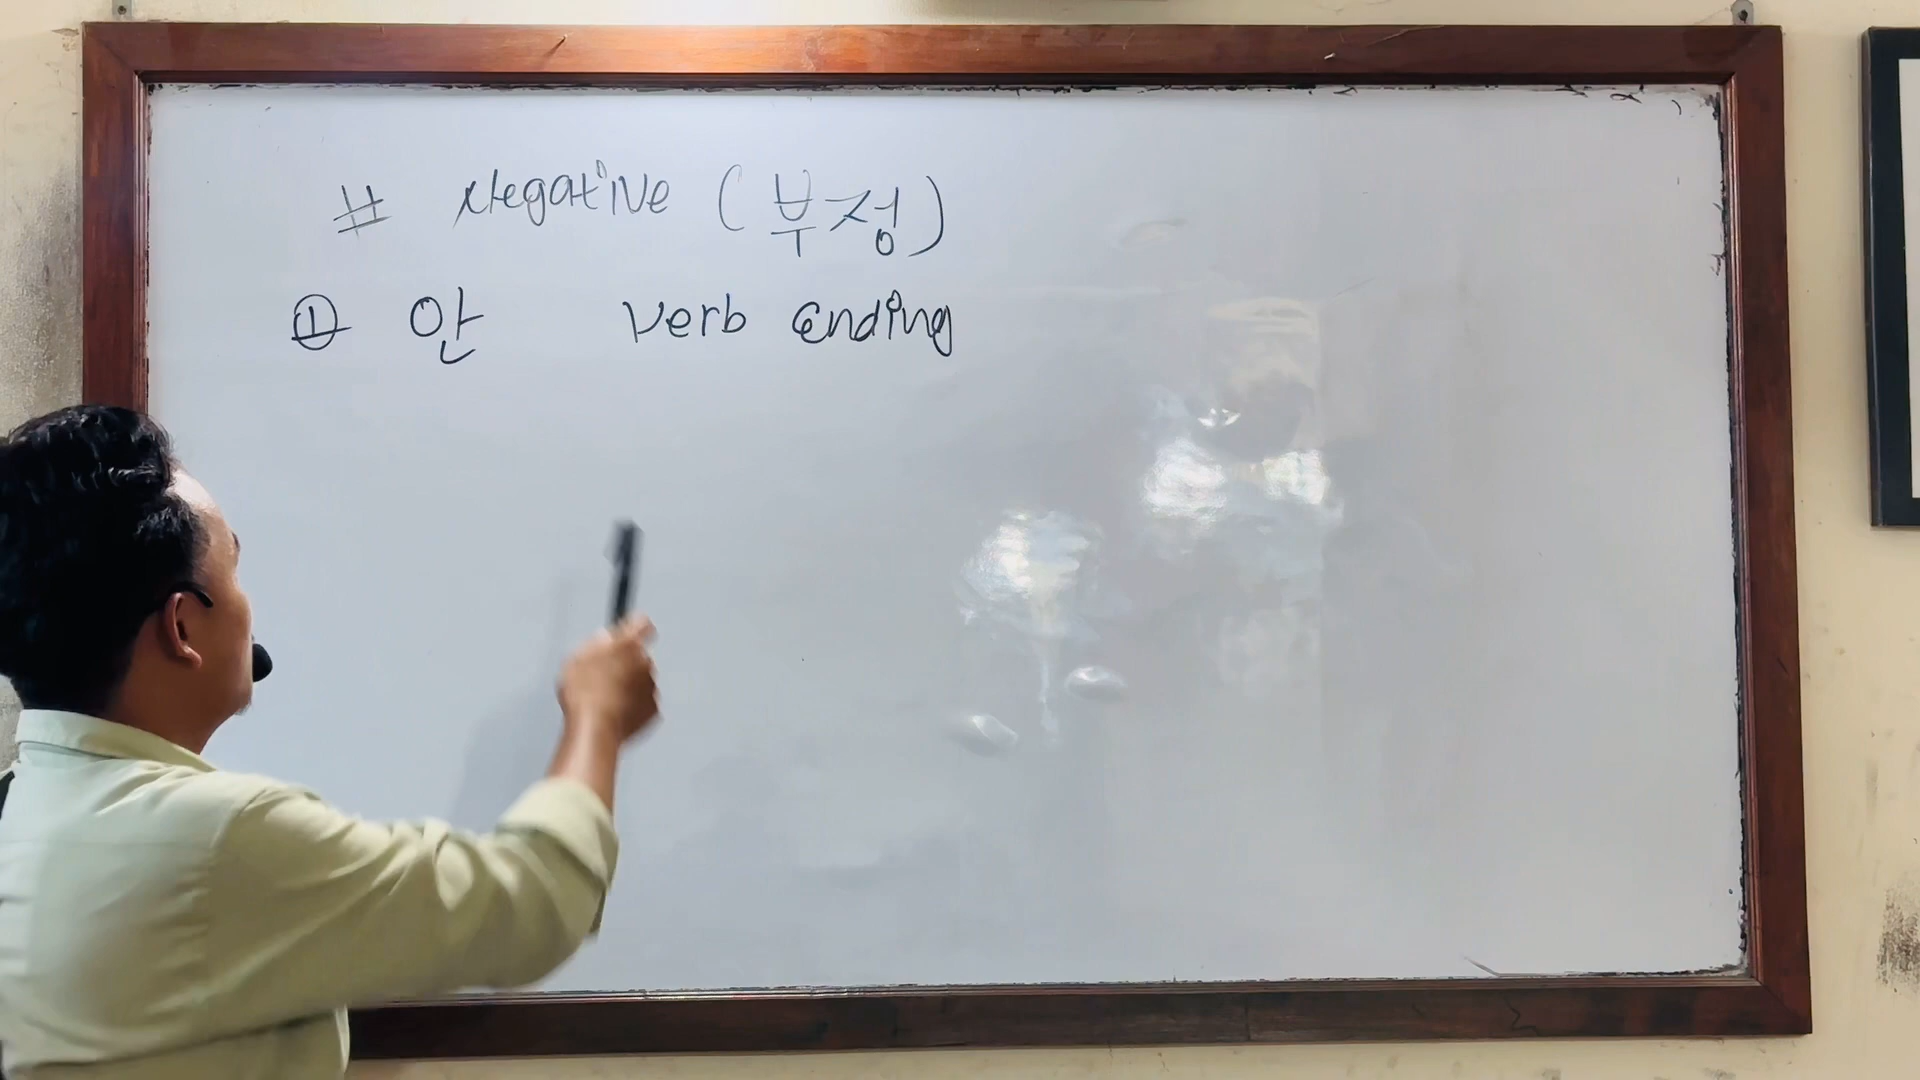 # Negative (부정)
① 안 Verb ending